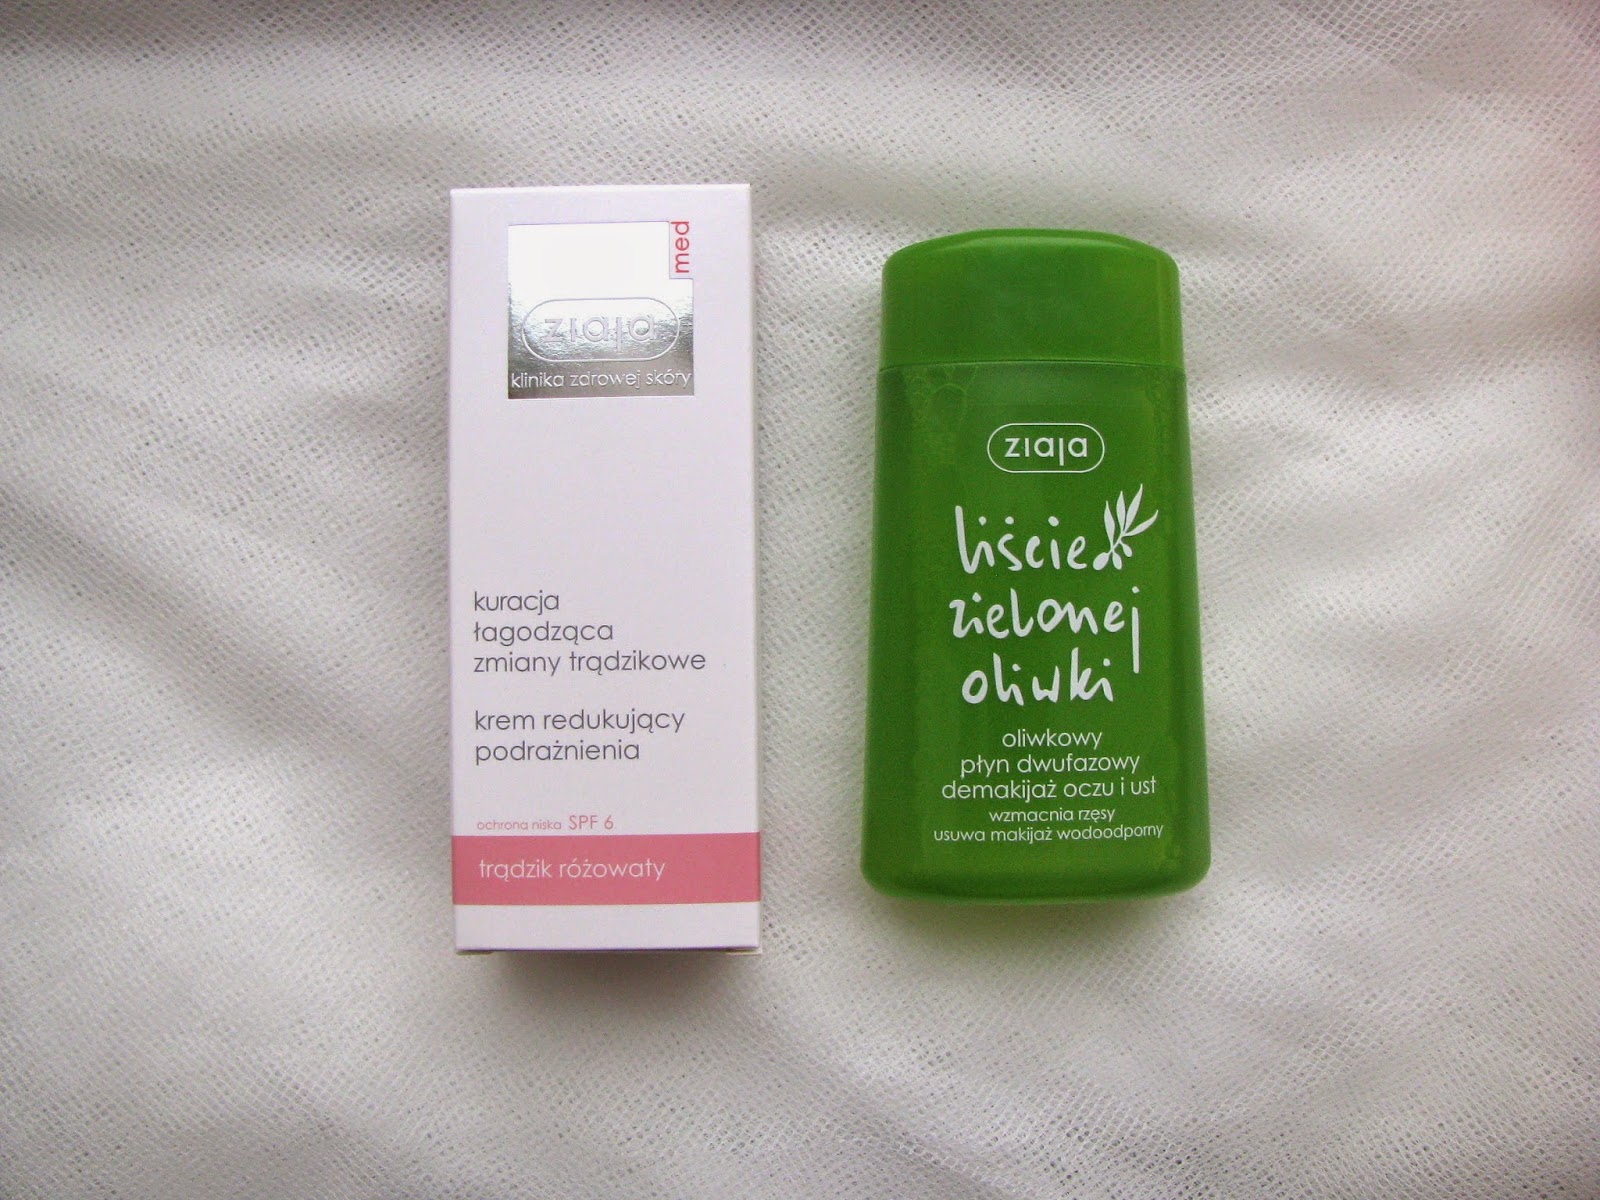 med
ziaja
klinika zdrowej skóry
kuracja
łagodząca
zmiany trądzikowe
krem redukujący
podrażnienia
ochrona niska SPF 6
trądzik różowaty
ziaja
liście
zielonej
oliwki
oliwkowy
płyn dwufazowy
demakijaż oczu i ust
wzmacnia rzęsy
usuwa makijaż wodoodporny